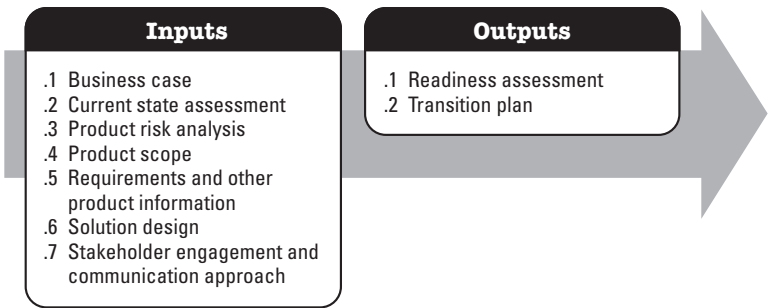 Inputs
.1 Business case
.2 Current state assessment
.3 Product risk analysis
.4 Product scope
.5 Requirements and other
product information
.6 Solution design
.7 Stakeholder engagement and
communication approach
Outputs
.1 Readiness assessment
.2 Transition plan